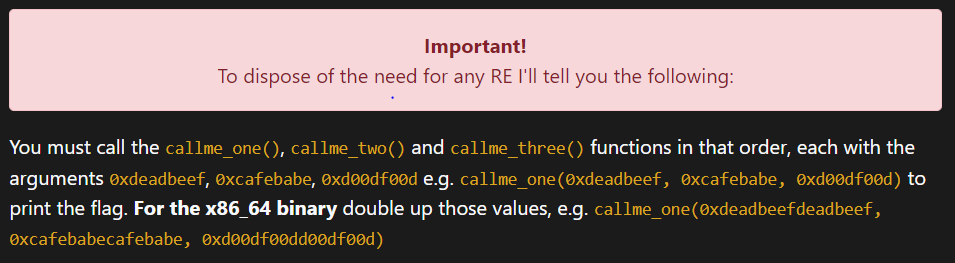 Important!
To dispose of the need for any RE I'll tell you the following:
You must call the callme_one(), callme_two() and callme_three() functions in that order, each with the
arguments 0xdeadbeef, 0xcafebabe, 0xd00df00d e.g. callme_one(0xdeadbeef, 0xcafebabe, 0xd00df00d) to
print the flag. For the x86_64 binary double up those values, e.g. callme_one(0xdeadbeefdeadbeef,
0xcafebabecafebabe, 0xd00df00dd00df00d)